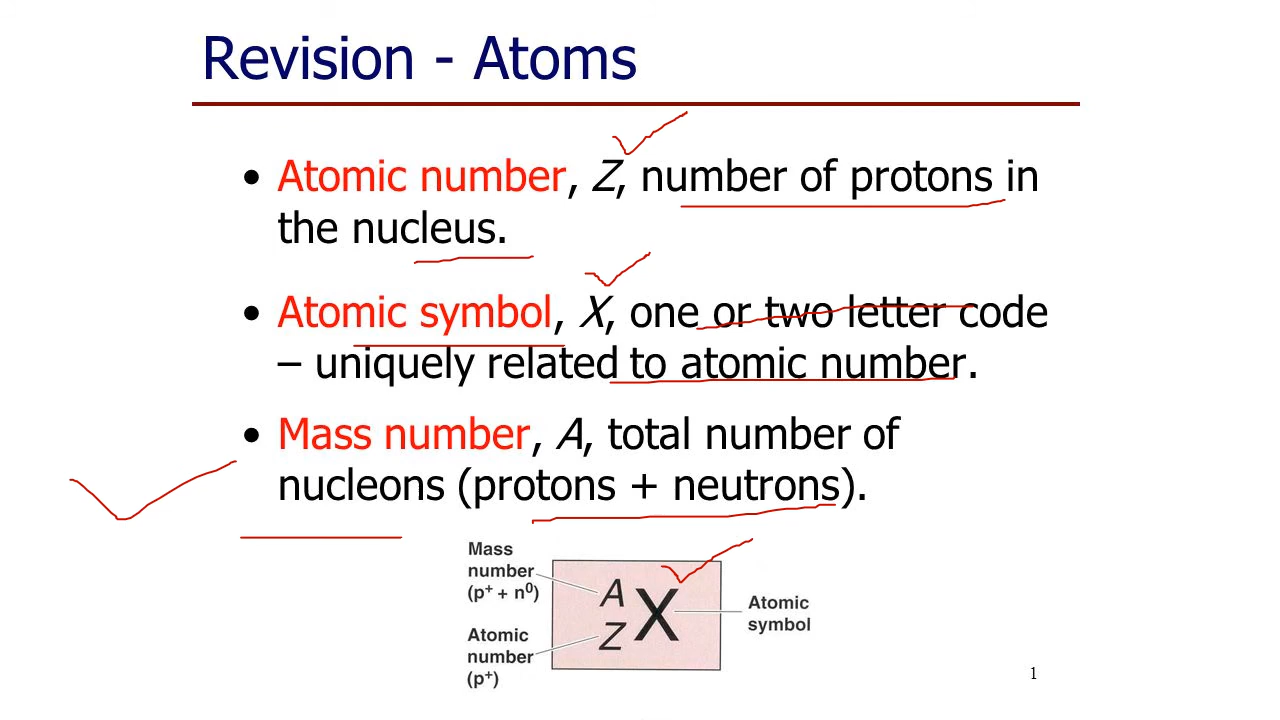 Revision - Atoms
• Atomic number, Z, number of protons in
the nucleus.
• Atomic symbol, X, one or two letter code
– uniquely related to atomic number.
• Mass number, A, total number of
nucleons (protons + neutrons).
Mass
number
(p⁺ + n⁰)
Atomic
number
(p⁺)
A
Z
X
Atomic
symbol
1